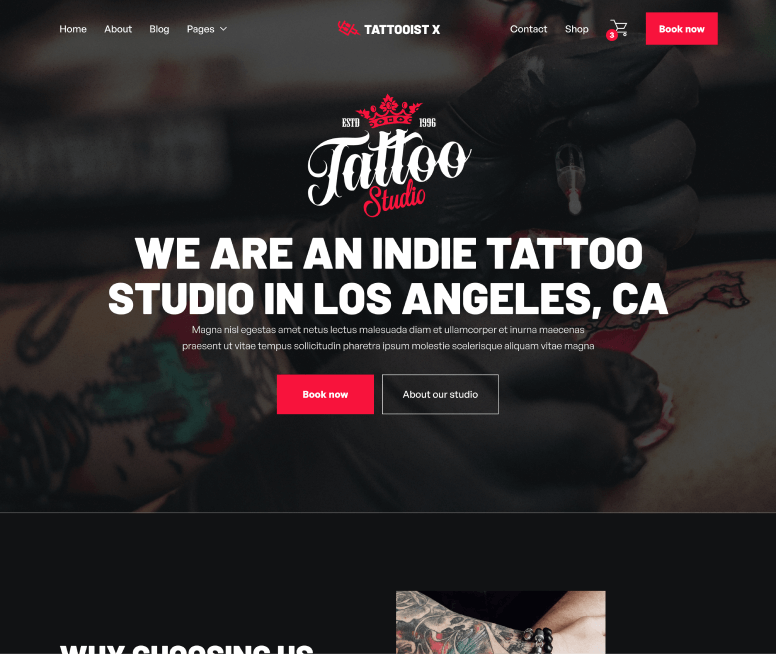 Home About Blog Pages TATTOOIST X Contact Shop 3 Book now
ESTD 1996
Tattoo
Studio
WE ARE AN INDIE TATTOO
STUDIO IN LOS ANGELES, CA
Magna nisl egestas amet netus lectus malesuada diam et ullamcorper et inurna maecenas
praesent ut vitae tempus sollicitudin pharetra ipsum molestie scelerisque aliquam vitae magna
Book now About our studio
WHY CHOOSING US